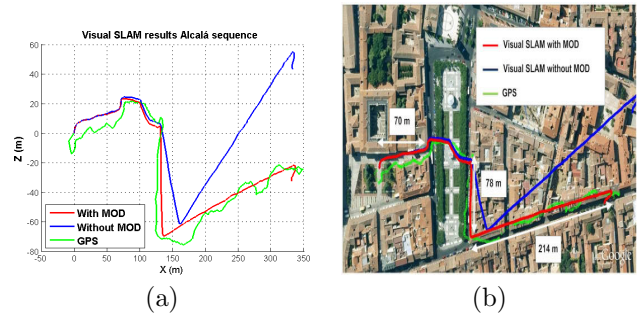 Visual SLAM results Alcalá sequence
60
40
20
0
-20
-40
-60
-80
Z (m)
-50
0
50
100
150
200
250
300
350
X (m)
With MOD
Without MOD
GPS
(a)
Visual SLAM with MOD
Visual SLAM without MOD
GPS
70 m
78 m
214 m
Google
(b)